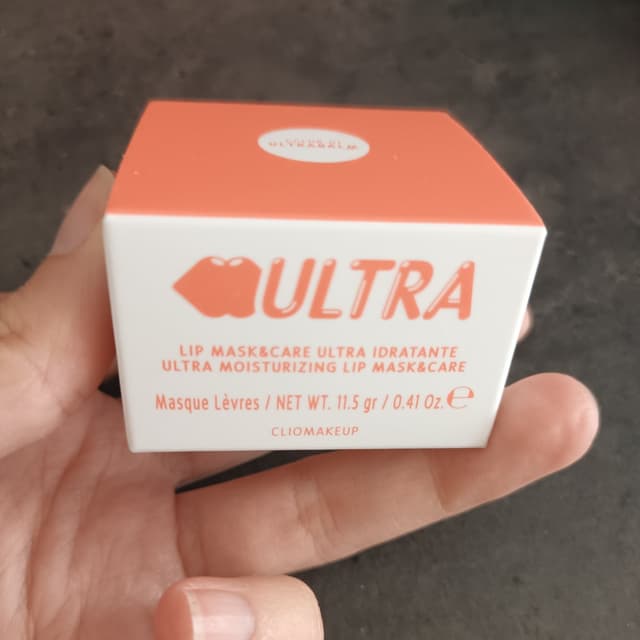 ULTRABALM
ULTRA
LIP MASK&CARE ULTRA IDRATANTE
ULTRA MOISTURIZING LIP MASK&CARE
Masque Lèvres / NET WT. 11.5 gr / 0.41 Oz. ℮
CLIOMAKEUP